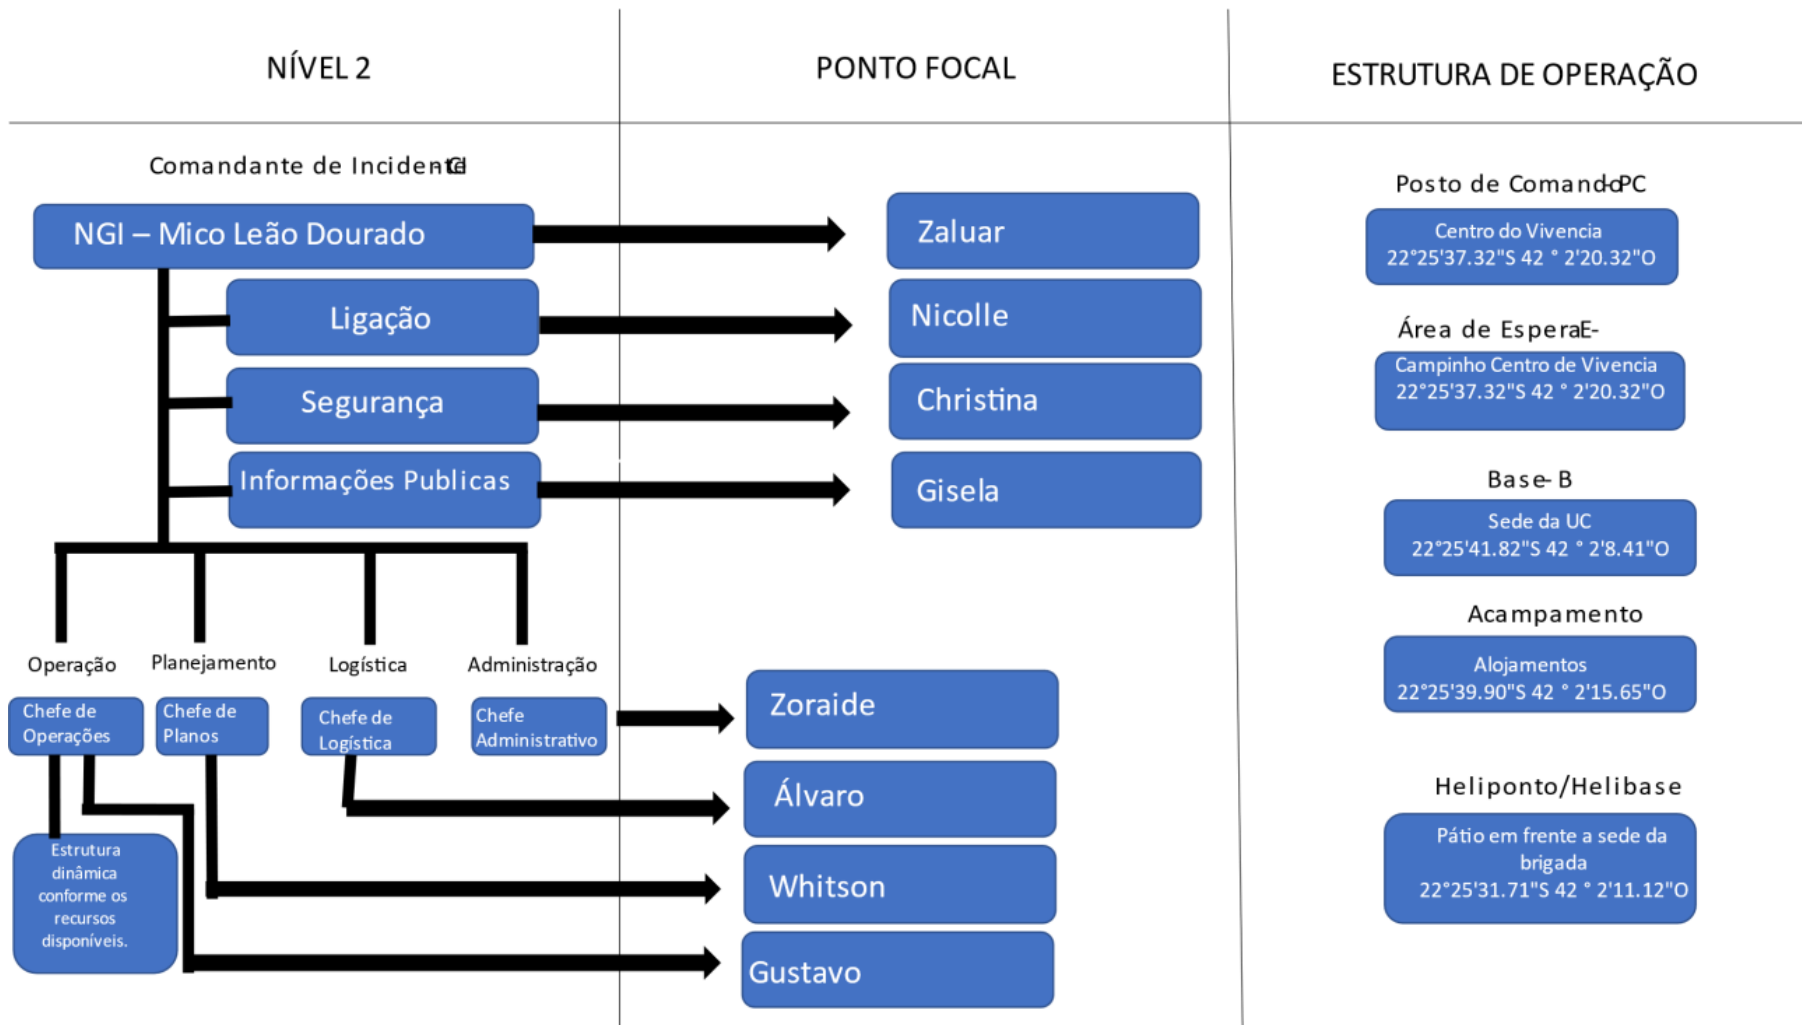 NÍVEL 2
PONTO FOCAL
ESTRUTURA DE OPERAÇÃO
Comandante de Incidente-CI
NGI – Mico Leão Dourado
Ligação
Segurança
Informações Publicas
Operação
Planejamento
Logística
Administração
Chefe de
Operações
Chefe de
Planos
Chefe de
Logística
Chefe
Administrativo
Estrutura
dinâmica
conforme os
recursos
disponíveis.
Zaluar
Nicolle
Christina
Gisela
Zoraide
Álvaro
Whitson
Gustavo
Posto de Comando-PC
Centro do Vivencia
22°25'37.32"S 42 ° 2'20.32"O
Área de EsperaE-
Campinho Centro de Vivencia
22°25'37.32"S 42 ° 2'20.32"O
Base- B
Sede da UC
22°25'41.82"S 42 ° 2'8.41"O
Acampamento
Alojamentos
22°25'39.90"S 42 ° 2'15.65"O
Heliponto/Helibase
Pátio em frente a sede da
brigada
22°25'31.71"S 42 ° 2'11.12"O